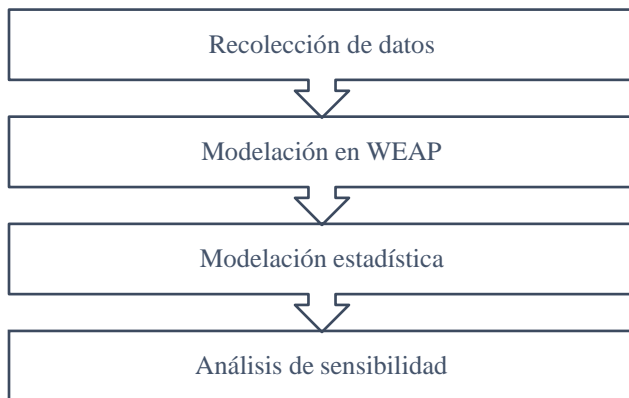 Recolección de datos
Modelación en WEAP
Modelación estadística
Análisis de sensibilidad